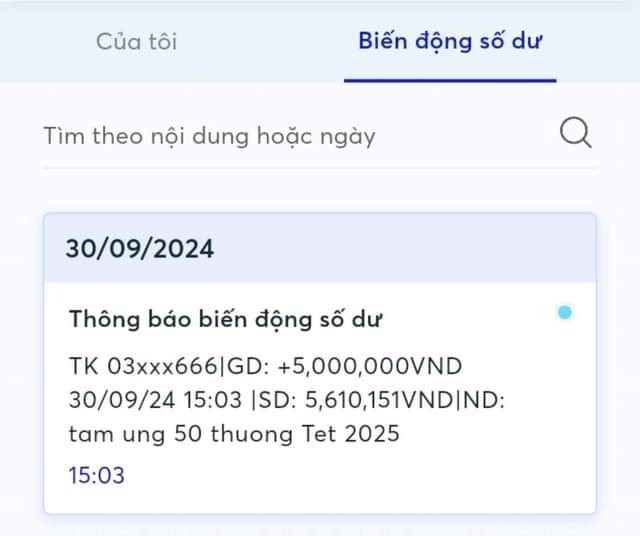 Của tôi
Biến động số dư
Tìm theo nội dung hoặc ngày
30/09/2024
Thông báo biến động số dư
TK 03xxx666|GD: +5,000,000VND
30/09/24 15:03 |SD: 5,610,151VND|ND:
tam ung 50 thuong Tet 2025
15:03